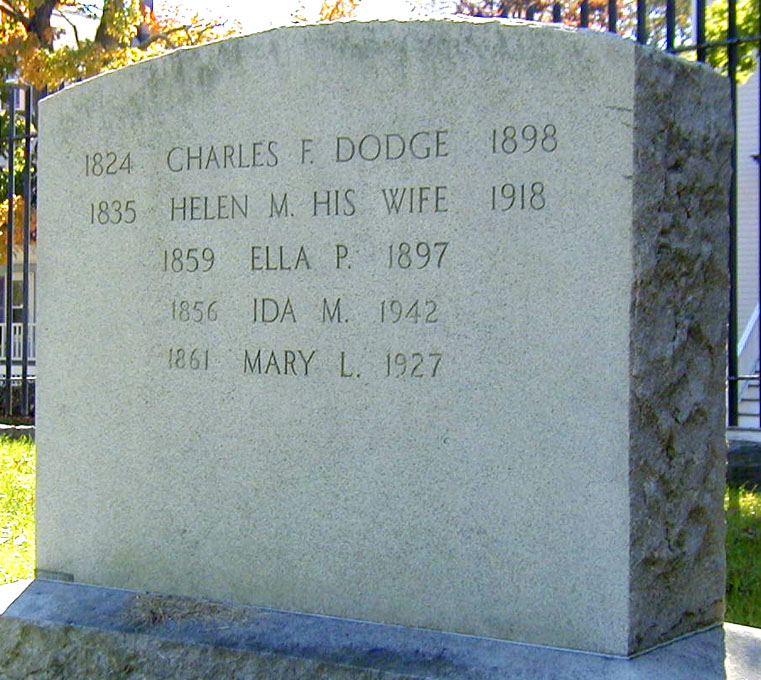 1824 CHARLES F. DODGE 1898
1835 HELEN M. HIS WIFE 1918
1859 ELLA P. 1897
1856 IDA M. 1942
1861 MARY L. 1927